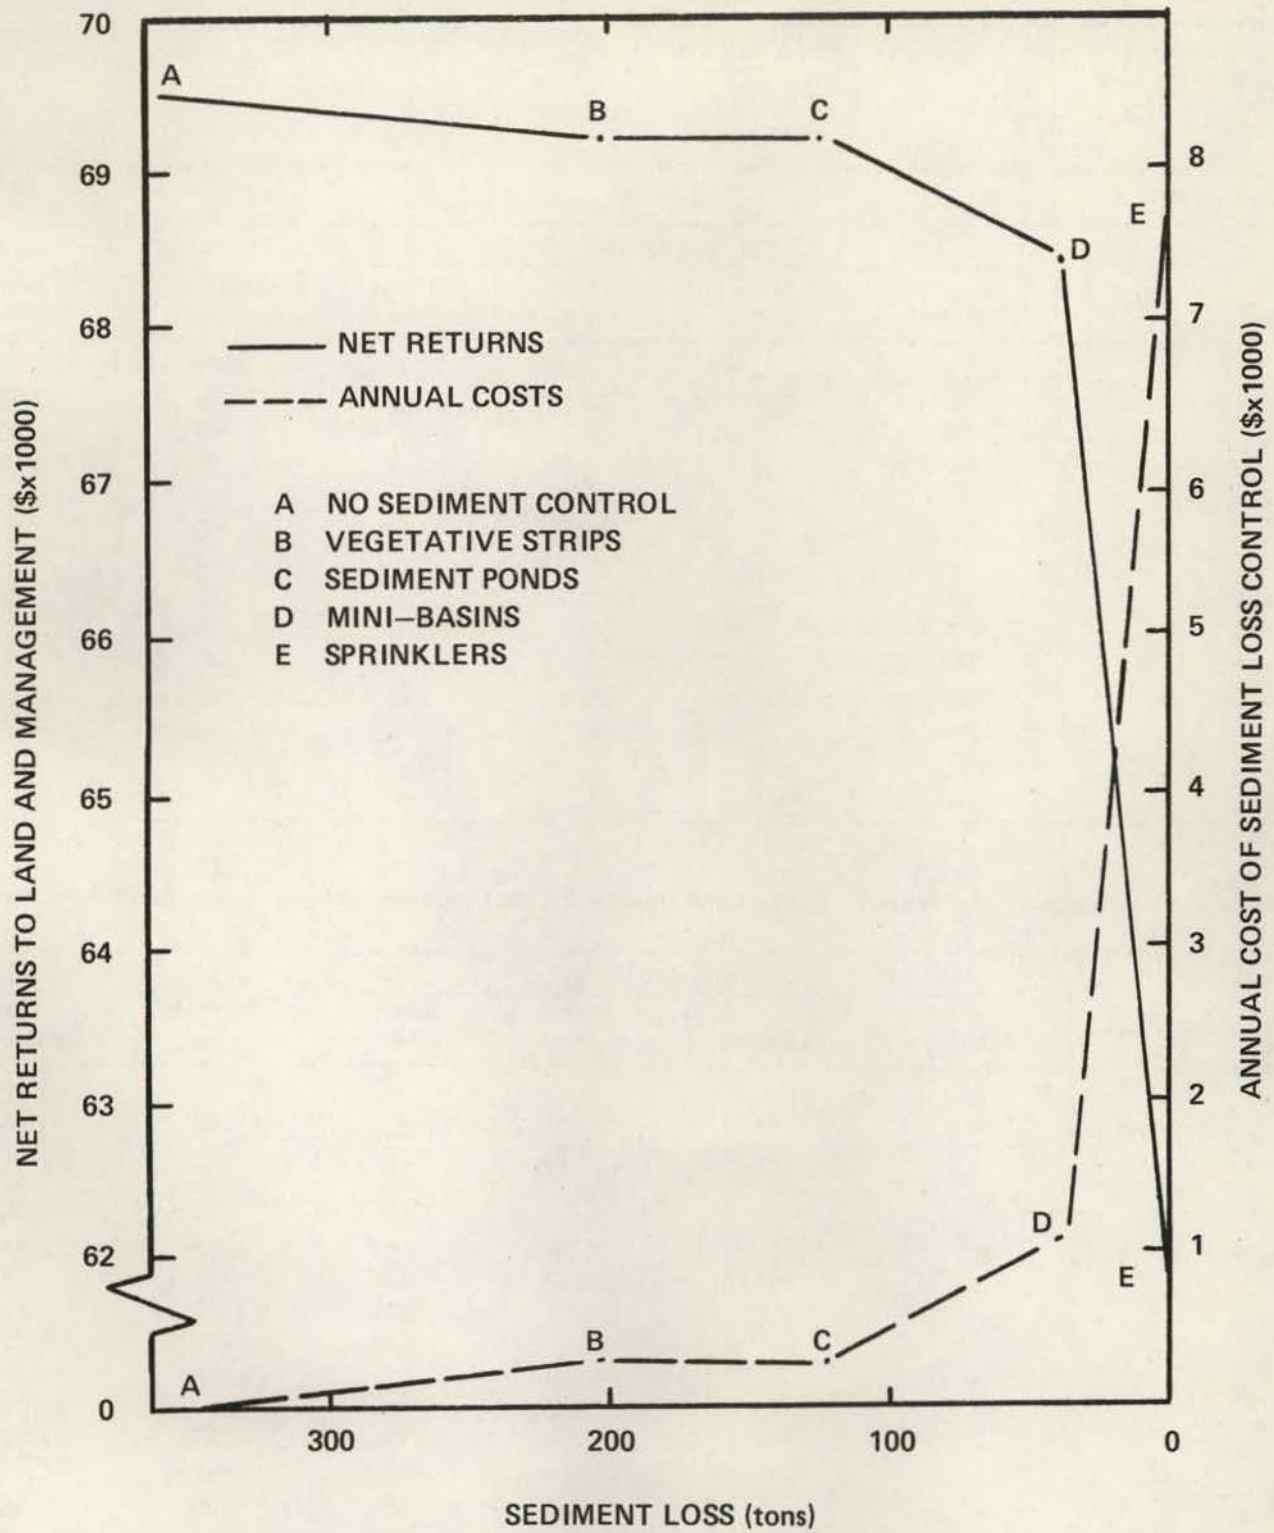 70
69
68
67
66
65
64
63
62
0
NET RETURNS TO LAND AND MANAGEMENT ($x1000)
A
B
C
D
E
NET RETURNS
ANNUAL COSTS
A NO SEDIMENT CONTROL
B VEGETATIVE STRIPS
C SEDIMENT PONDS
D MINI–BASINS
E SPRINKLERS
A
B
C
D
E
8
7
6
5
4
3
2
1
ANNUAL COST OF SEDIMENT LOSS CONTROL ($x1000)
300
200
100
0
SEDIMENT LOSS (tons)